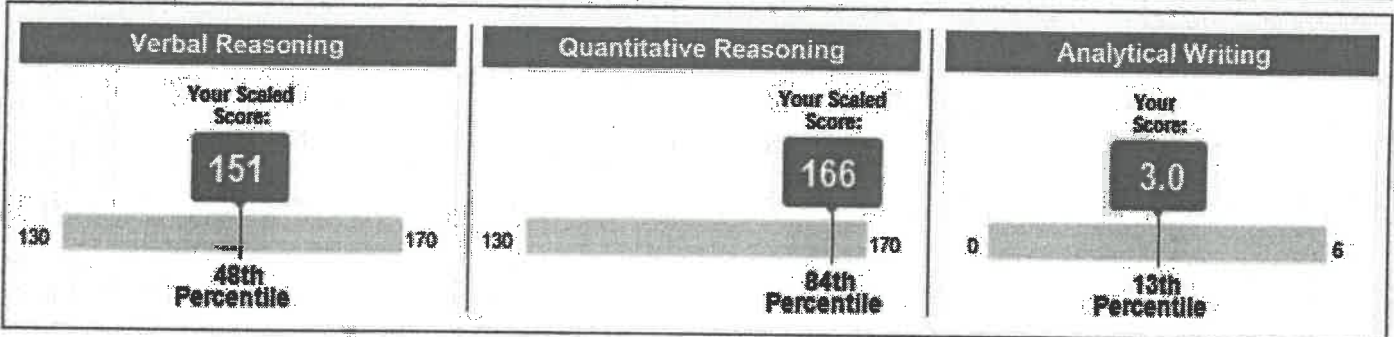 Verbal Reasoning
Your Scaled
Score:
151
130
170
48th
Percentile
Quantitative Reasoning
Your Scaled
Score:
166
130
170
84th
Percentile
Analytical Writing
Your
Score:
3.0
0
6
13th
Percentile